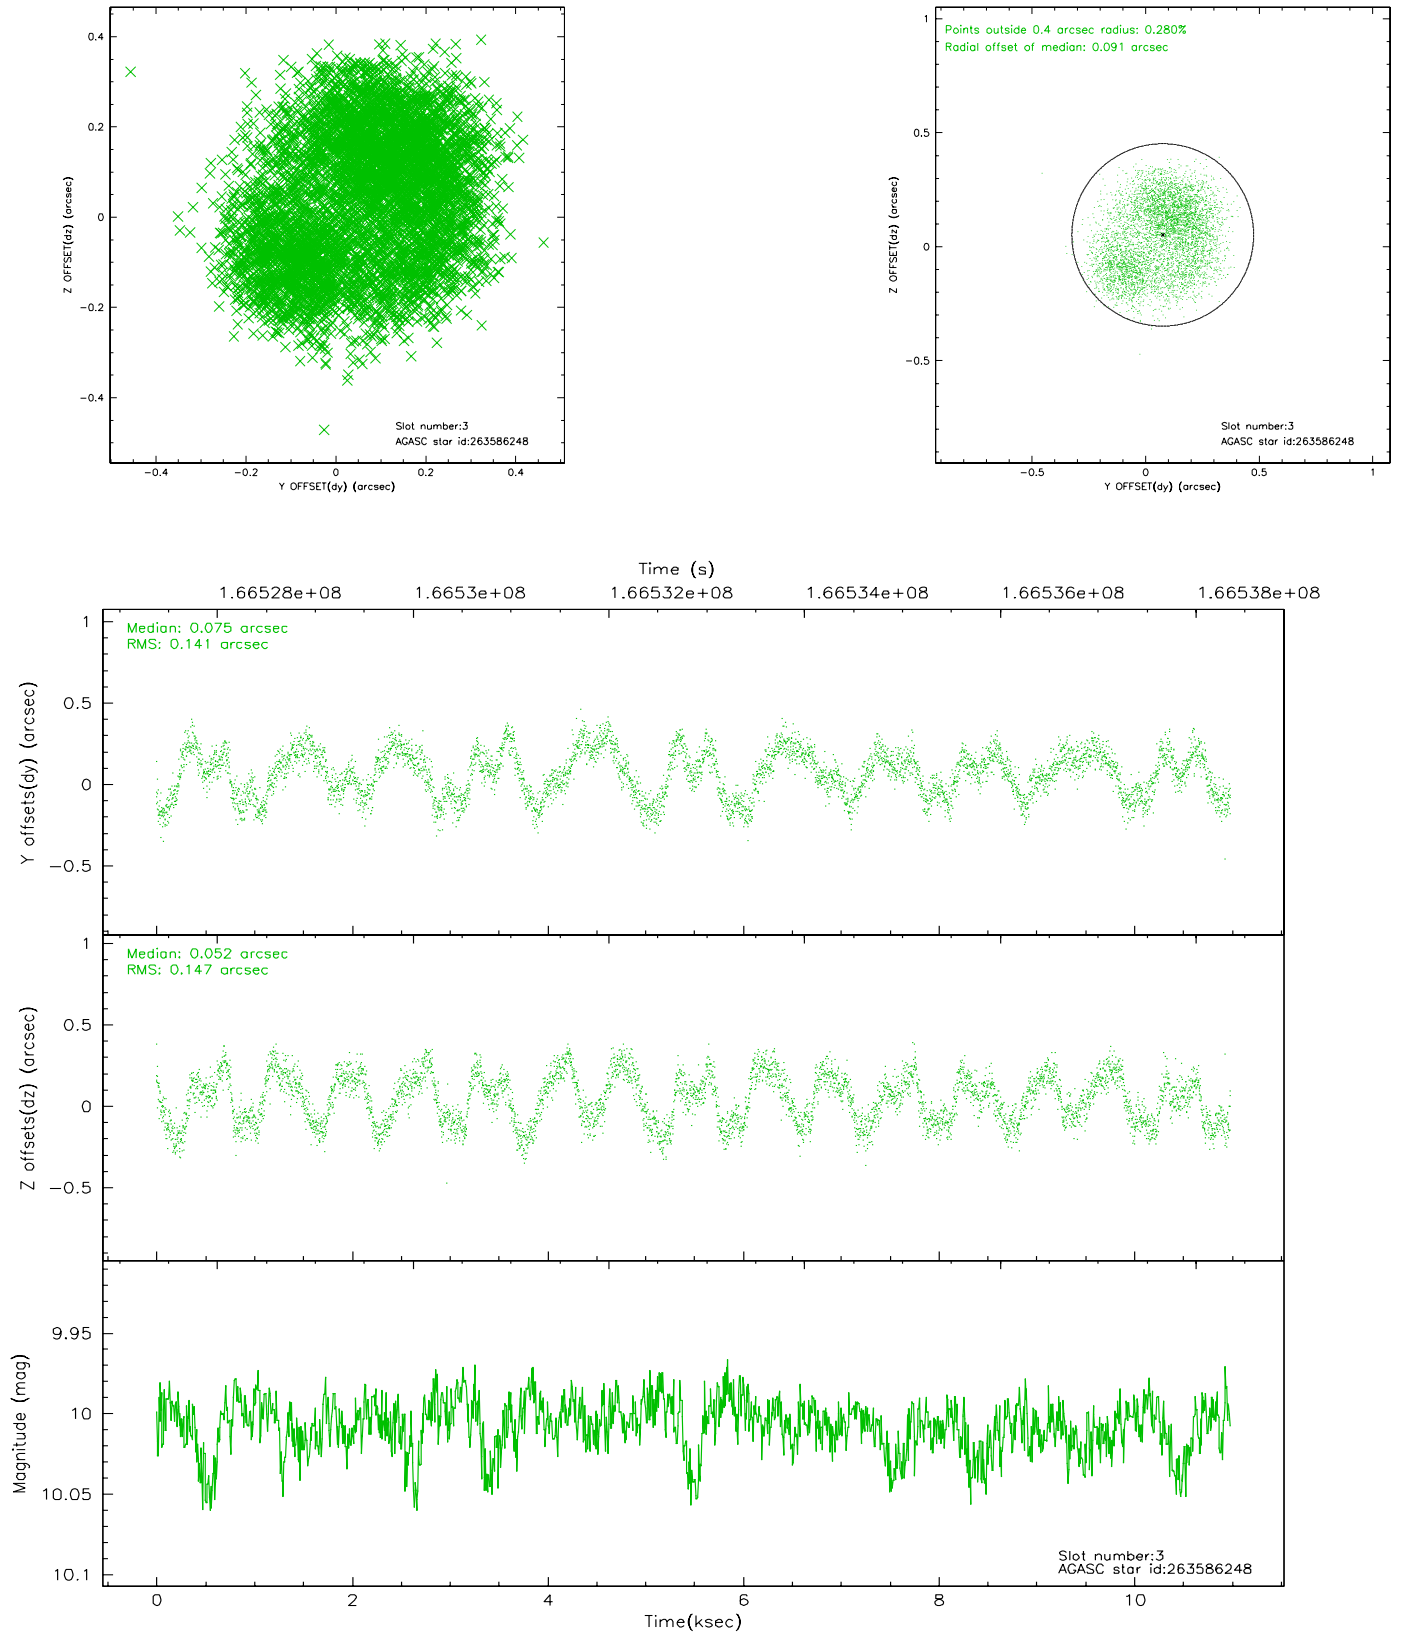 0.4
0.2
0
−0.2
−0.4
Z OFFSET(dz) (arcsec)
−0.4 −0.2 0 0.2 0.4
Y OFFSET(dy) (arcsec)
Slot number:3
AGASC star id:263586248
Points outside 0.4 arcsec radius: 0.280%
Radial offset of median: 0.091 arcsec
1
0.5
0
−0.5
Z OFFSET(dz) (arcsec)
−0.5 0 0.5 1
Y OFFSET(dy) (arcsec)
Slot number:3
AGASC star id:263586248
Time (s)
1.66528e+08 1.6653e+08 1.66532e+08 1.66534e+08 1.66536e+08 1.66538e+08
Median: 0.075 arcsec
RMS: 0.141 arcsec
1
0.5
0
−0.5
Y offsets(dy) (arcsec)
Median: 0.052 arcsec
RMS: 0.147 arcsec
1
0.5
0
−0.5
Z offsets(dz) (arcsec)
9.95
10
10.05
10.1
Magnitude (mag)
Slot number:3
AGASC star id:263586248
0 2 4 6 8 10
Time(ksec)